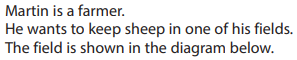 Martin is a farmer.
He wants to keep sheep in one of his fields.
The field is shown in the diagram below.